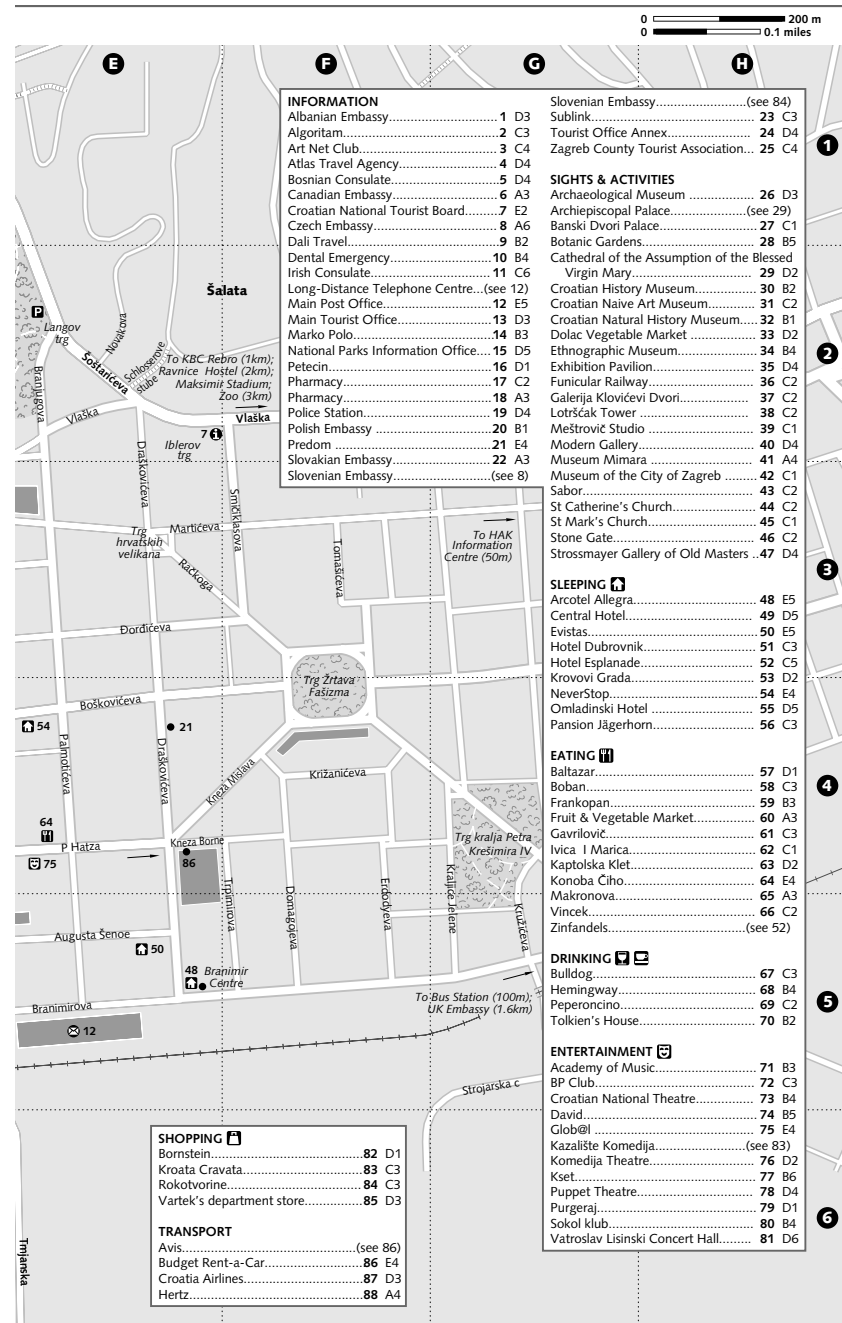 0 200 m
0 0.1 miles
E F G H
INFORMATION
Albanian Embassy 1 D3
Algoritam 2 C3
Art Net Club 3 C4
Atlas Travel Agency 4 D4
Bosnian Consulate 5 D4
Canadian Embassy 6 A3
Croatian National Tourist Board 7 E2
Czech Embassy 8 A6
Dali Travel 9 B2
Dental Emergency 10 B4
Irish Consulate 11 C6
Long-Distance Telephone Centre...(see 12)
Main Post Office 12 E5
Main Tourist Office 13 D3
Marko Polo 14 B3
National Parks Information Office 15 D5
Petecin 16 D1
Pharmacy 17 C2
Pharmacy 18 A3
Police Station 19 D4
Polish Embassy 20 B1
Predom 21 E4
Slovakian Embassy 22 A3
Slovenian Embassy (see 8)
Slovenian Embassy (see 84)
Sublink 23 C3
Tourist Office Annex 24 D4
Zagreb County Tourist Association 25 C4
SIGHTS & ACTIVITIES
Archaeological Museum 26 D3
Archiepiscopal Palace (see 29)
Banski Dvori Palace 27 C1
Botanic Gardens 28 B5
Cathedral of the Assumption of the Blessed
Virgin Mary 29 D2
Croatian History Museum 30 B2
Croatian Naive Art Museum 31 C2
Croatian Natural History Museum 32 B1
Dolac Vegetable Market 33 D2
Ethnographic Museum 34 B4
Exhibition Pavilion 35 D4
Funicular Railway 36 C2
Galerija Klovićevi Dvori 37 C2
Lotrščak Tower 38 C2
Meštrović Studio 39 C1
Modern Gallery 40 D4
Museum Mimara 41 A4
Museum of the City of Zagreb 42 C1
Sabor 43 C2
St Catherine's Church 44 C2
St Mark's Church 45 C1
Stone Gate 46 C2
Strossmayer Gallery of Old Masters 47 D4
SLEEPING
Arcotel Allegra 48 E5
Central Hotel 49 D5
Evistas 50 E5
Hotel Dubrovnik 51 C3
Hotel Esplanade 52 C5
Krovovi Grada 53 D2
NeverStop 54 E4
Omladinski Hotel 55 D5
Pansion Jägerhorn 56 C3
EATING
Baltazar 57 D1
Boban 58 C3
Frankopan 59 B3
Fruit & Vegetable Market 60 A3
Gavrilovič 61 C3
Ivica I Marica 62 C1
Kaptolska Klet 63 D2
Konoba Čiho 64 E4
Makronova 65 A3
Vincek 66 C2
Zinfandels (see 52)
DRINKING
Bulldog 67 C3
Hemingway 68 B4
Peperoncino 69 C2
Tolkien's House 70 B2
ENTERTAINMENT
Academy of Music 71 B3
BP Club 72 C3
Croatian National Theatre 73 B4
David 74 B5
Glob@l 75 E4
Kazalište Komedija (see 83)
Komedija Theatre 76 D2
Kset 77 B6
Puppet Theatre 78 D4
Purgeraj 79 D1
Sokol klub 80 B4
Vatroslav Lisinski Concert Hall 81 D6
SHOPPING
Bornstein 82 D1
Kroata Cravata 83 C3
Rokotvorine 84 C3
Vartek's department store 85 D3
TRANSPORT
Avis (see 86)
Budget Rent-a-Car 86 E4
Croatia Airlines 87 D3
Hertz 88 A4
1
2
3
4
5
6
Šalata
P
Langov
trg
Novakova
Schlosserove
stube
Šoštarićeva
Branjugova
To KBC Rebro (1km);
Ravnice Hostel (2km);
Maksimir Stadium;
Zoo (3km)
Vlaška
Vlaška
7
Iblerov
trg
Draškovićeva
Smičiklasova
Martićeva
Trg
hrvatskih
velikana
Račkoga
Tomašićeva
To HAK
Information
Centre (50m)
Đorđićeva
Trg Žrtava
Fašizma
Boškovićeva
54
21
Palmotićeva
Draškovićeva
Kneza Mislava
Križanićeva
64
P Hatza
Kneza Borne
75
86
Trg kralja Petra
Krešimira IV
Trpimirova
Domagojeva
Erdodyeva
Kraljice Jelene
Kružićeva
Augusta Šenoe
50
48
Branimir
Centre
Branimirova
12
To Bus Station (100m);
UK Embassy (1.6km)
Strojarska c
Trnjanska